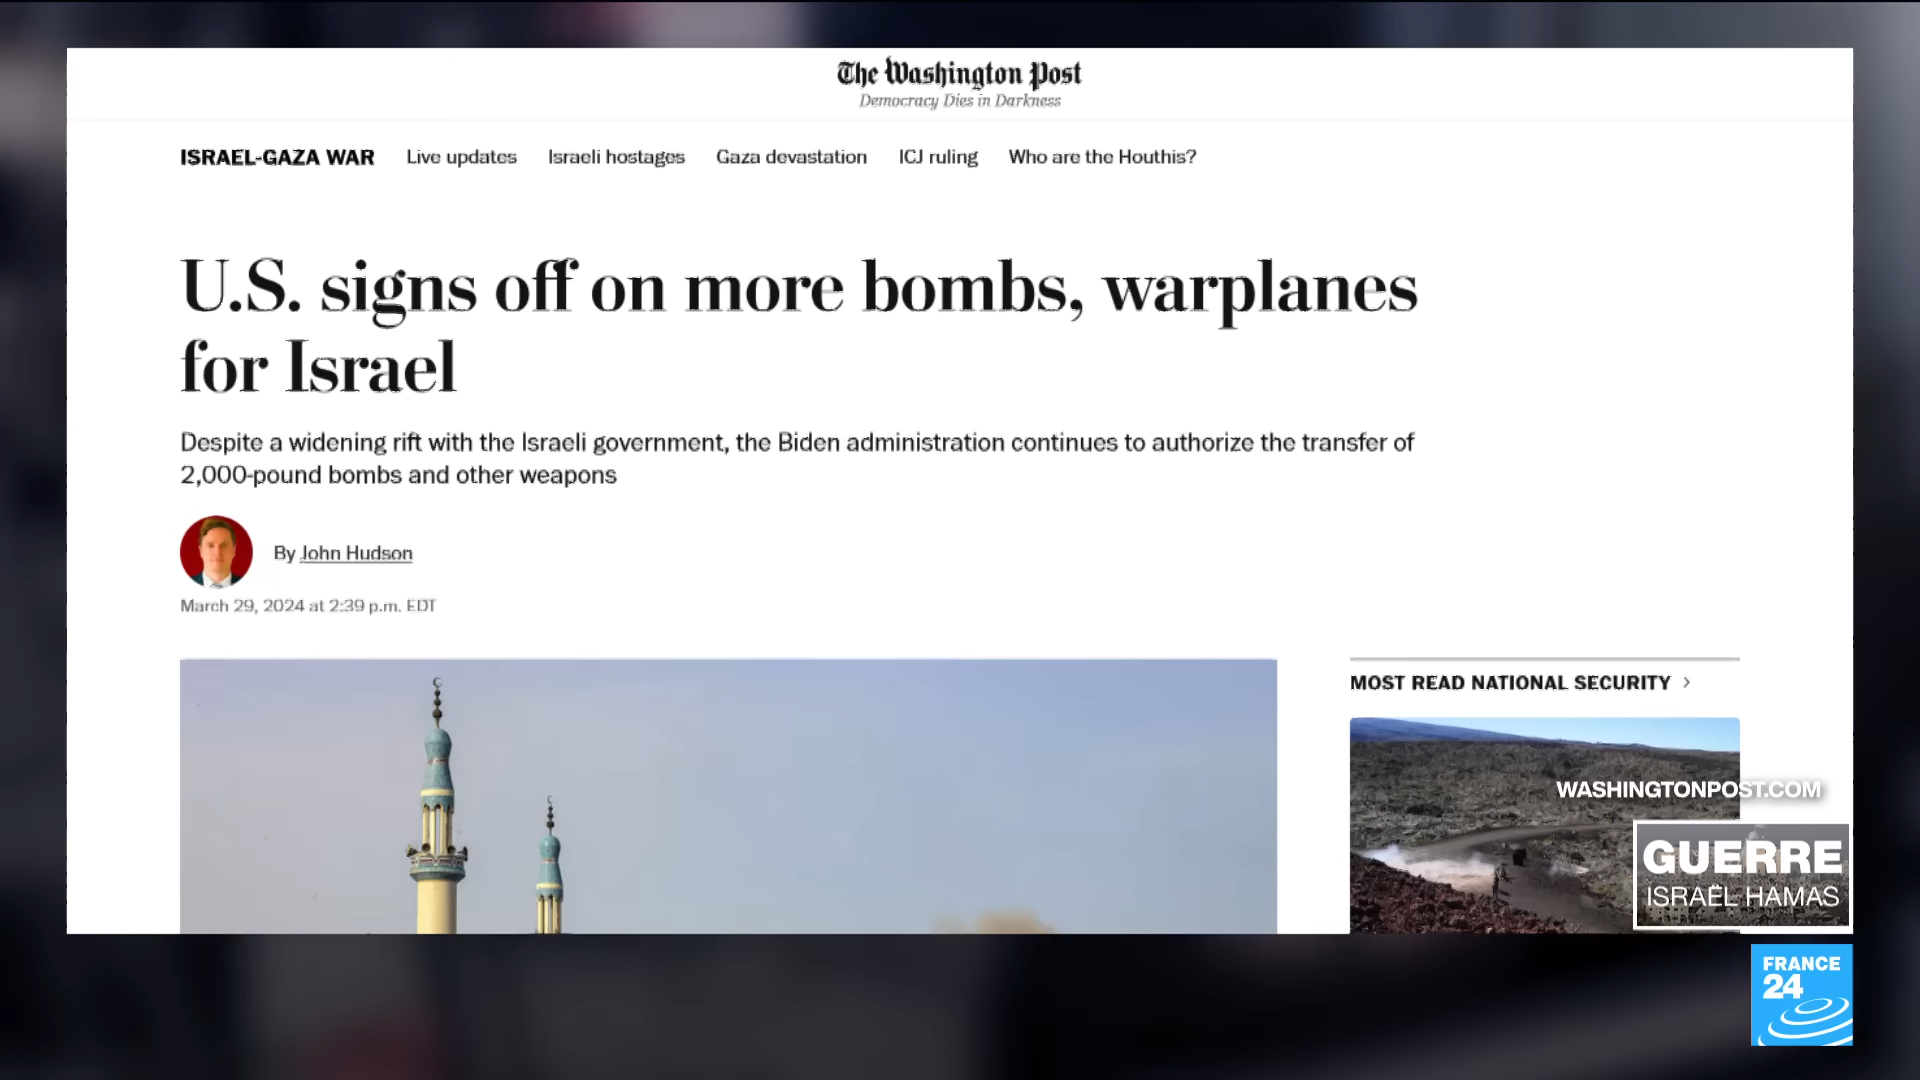 The Washington Post
Democracy Dies in Darkness
ISRAEL-GAZA WAR Live updates Israeli hostages Gaza devastation ICJ ruling Who are the Houthis?
U.S. signs off on more bombs, warplanes
for Israel
Despite a widening rift with the Israeli government, the Biden administration continues to authorize the transfer of
2,000-pound bombs and other weapons
By John Hudson
March 29, 2024 at 2:39 p.m. EDT
MOST READ NATIONAL SECURITY >
WASHINGTONPOST.COM
GUERRE
ISRAËL HAMAS
FRANCE
24